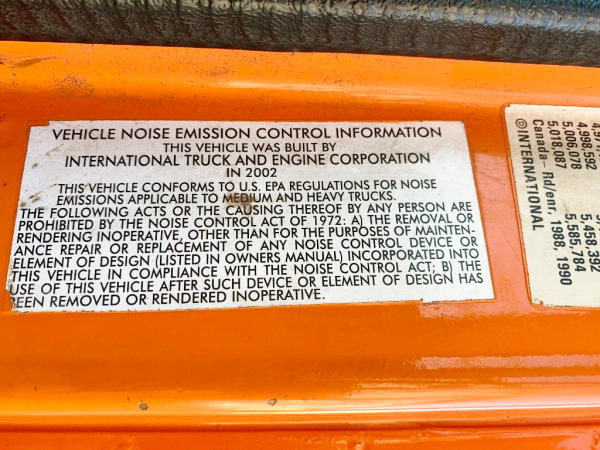 VEHICLE NOISE EMISSION CONTROL INFORMATION
THIS VEHICLE WAS BUILT BY
INTERNATIONAL TRUCK AND ENGINE CORPORATION
IN 2002
THIS VEHICLE CONFORMS TO U.S. EPA REGULATIONS FOR NOISE
EMISSIONS APPLICABLE TO MEDIUM AND HEAVY TRUCKS.
THE FOLLOWING ACTS OR THE CAUSING THEREOF BY ANY PERSON ARE
PROHIBITED BY THE NOISE CONTROL ACT OF 1972: A) THE REMOVAL OR
RENDERING INOPERATIVE, OTHER THAN FOR THE PURPOSES OF MAINTEN-
ANCE REPAIR OR REPLACEMENT OF ANY NOISE CONTROL DEVICE OR
ELEMENT OF DESIGN (LISTED IN OWNERS MANUAL) INCORPORATED INTO
THIS VEHICLE IN COMPLIANCE WITH THE NOISE CONTROL ACT; B) THE
USE OF THIS VEHICLE AFTER SUCH DEVICE OR ELEMENT OF DESIGN HAS
BEEN REMOVED OR RENDERED INOPERATIVE.
4,998,592 5,458,392
5,006,078 5,585,784
5,018,087
Canada- Rd/enr, 1988, 1990
©INTERNATIONAL